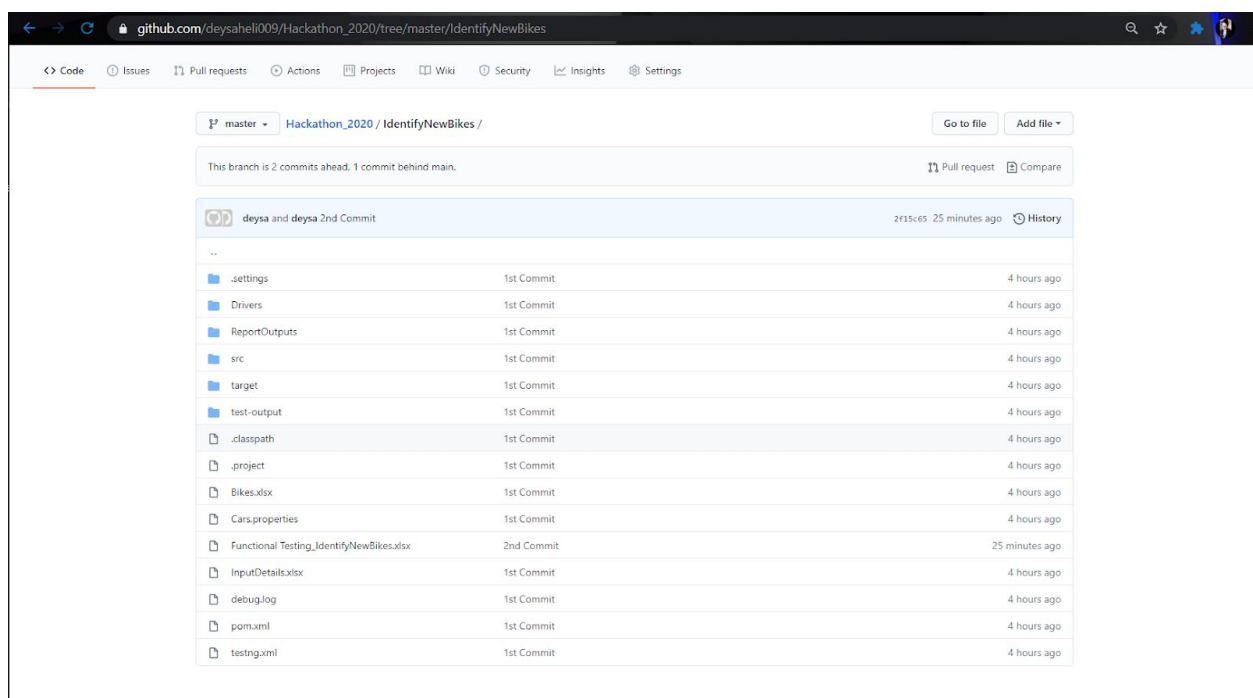 github.com/deysaheli009/Hackathon_2020/tree/master/IdentifyNewBikes
Code Issues Pull requests Actions Projects Wiki Security Insights Settings
master Hackathon_2020 / IdentifyNewBikes / Go to file Add file
This branch is 2 commits ahead, 1 commit behind main. Pull request Compare
deysa and deysa 2nd Commit 2f15c65 25 minutes ago History
..
.settings 1st Commit 4 hours ago
Drivers 1st Commit 4 hours ago
ReportOutputs 1st Commit 4 hours ago
src 1st Commit 4 hours ago
target 1st Commit 4 hours ago
test-output 1st Commit 4 hours ago
.classpath 1st Commit 4 hours ago
.project 1st Commit 4 hours ago
Bikes.xlsx 1st Commit 4 hours ago
Cars.properties 1st Commit 4 hours ago
Functional Testing_IdentifyNewBikes.xlsx 2nd Commit 25 minutes ago
InputDetails.xlsx 1st Commit 4 hours ago
debug.log 1st Commit 4 hours ago
pom.xml 1st Commit 4 hours ago
testng.xml 1st Commit 4 hours ago